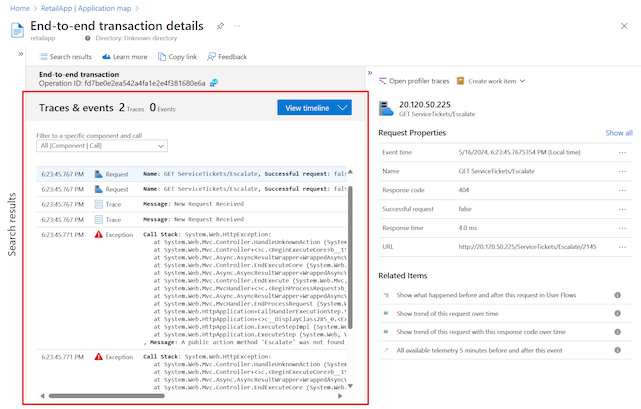 Home > RetailApp | Application map >
End-to-end transaction details
retailapp Directory: Unknown directory
»
Search results Learn more Copy link Feedback
End-to-end transaction
Operation ID: fd7be0e2ea542a4fa1e2e4f381680e6a
Traces & events 2 Traces 0 Events
View timeline
Filter to a specific component and call
All [Component | Call]
6:23:45.767 PM Request Name: GET ServiceTickets/Escalate, Successful request: fals
6:23:45.767 PM Request Name: GET ServiceTickets/Escalate, Successful request: fals
6:23:45.767 PM Trace Message: New Request Received
6:23:45.767 PM Trace Message: New Request Received
6:23:45.771 PM Exception Call Stack: System.Web.HttpException:
at System.Web.Mvc.Controller.HandleUnknownAction (System
at System.Web.Mvc.Controller+<>c.<BeginExecuteCore>b__1
at System.Web.Mvc.Async.AsyncResultWrapper+WrappedAsyncV
at System.Web.Mvc.Controller.EndExecuteCore (System.Web.
at System.Web.Mvc.Async.AsyncResultWrapper+WrappedAsyncV
at System.Web.Mvc.Controller.EndExecute (System.Web.Mvc,
at System.Web.Mvc.Controller+<>c.<BeginProcessRequest>b_
at System.Web.Mvc.Async.AsyncResultWrapper+WrappedAsyncV
at System.Web.Mvc.MvcHandler.EndProcessRequest (System.W
at System.Web.HttpApplication+CallHandlerExecutionStep.S
at System.Web.HttpApplication+<>c__DisplayClass285_0.<Ex
at System.Web.HttpApplication.ExecuteStepImpl (System.We
at System.Web.HttpApplication.ExecuteStep (System.Web,
, Message: A public action method 'Escalate' was not found
6:23:45.771 PM Exception Call Stack: System.Web.HttpException:
at System.Web.Mvc.Controller.HandleUnknownAction (System
at System.Web.Mvc.Controller+<>c.<BeginExecuteCore>b__1
at System.Web.Mvc.Async.AsyncResultWrapper+WrappedAsyncV
at System.Web.Mvc.Controller.EndExecuteCore (System.Web.
Search results
»
Open profiler traces Create work item
20.120.50.225
GET ServiceTickets/Escalate
Request Properties Show all
Event time 5/16/2024, 6:23:45.7675354 PM (Local time) ...
Name GET ServiceTickets/Escalate ...
Response code 404 ...
Successful request false ...
Response time 4.0 ms ...
URL http://20.120.50.225/ServiceTickets/Escalate/2145 ...
Related Items
Show what happened before and after this request in User Flows
Show trend of this request over time
Show trend of this request with this response code over time
All available telemetry 5 minutes before and after this event